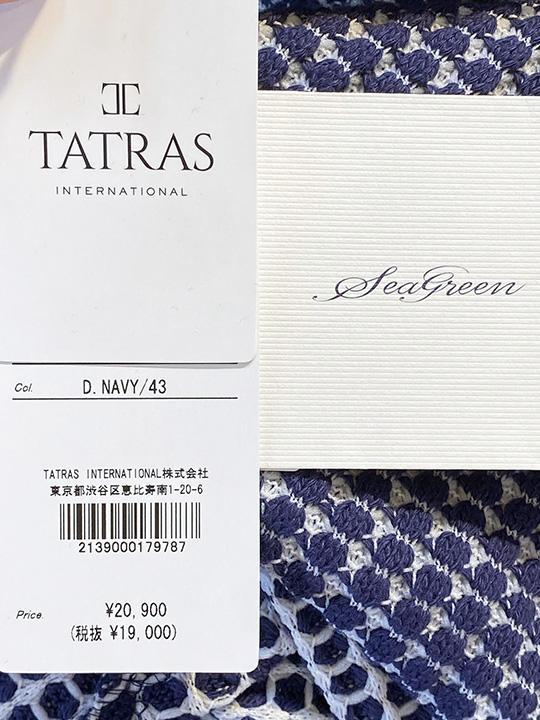 TATRAS
INTERNATIONAL
SeaGreen
Col. D. NAVY/43
TATRAS INTERNATIONAL株式会社
東京都渋谷区恵比寿南1-20-6
2139000179787
Price. ¥20,900
(税抜 ¥19,000)